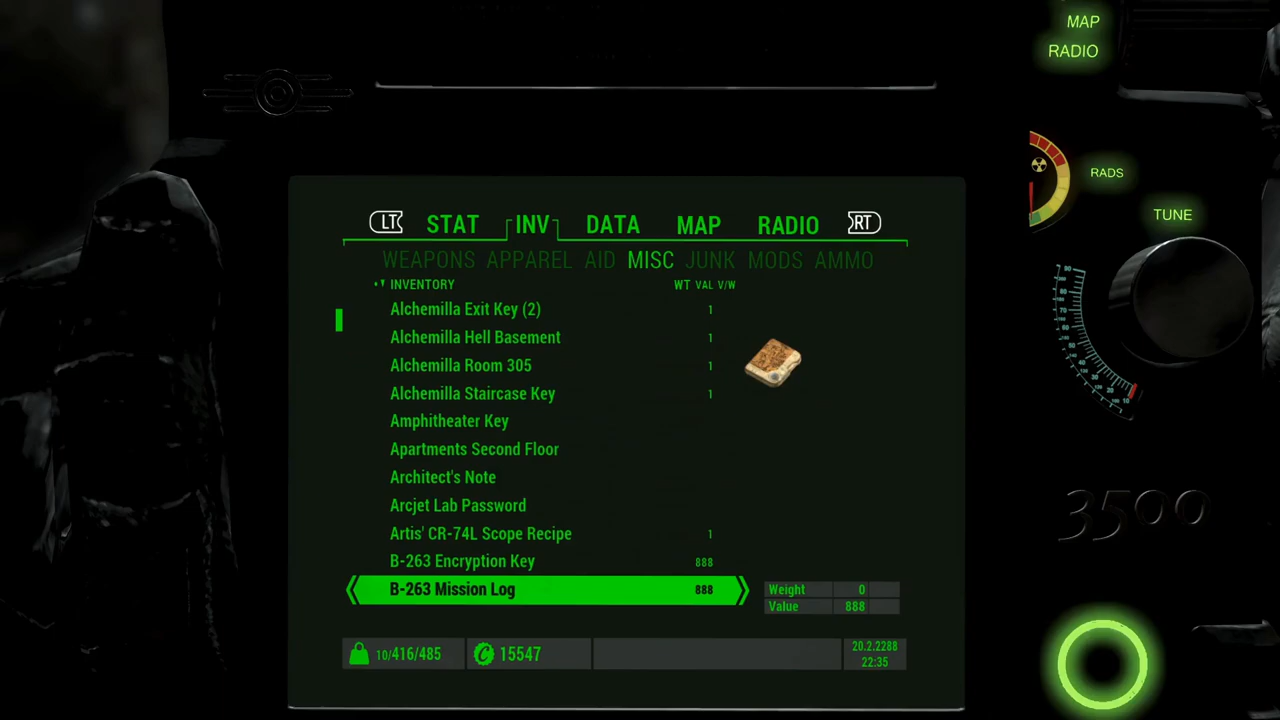 MAP
RADIO
RADS
TUNE
LT STAT INV DATA MAP RADIO RT
WEAPONS APPAREL AID MISC JUNK MODS AMMO
INVENTORY WT VAL V/W
Alchemilla Exit Key (2) 1
Alchemilla Hell Basement 1
Alchemilla Room 305 1
Alchemilla Staircase Key 1
Amphitheater Key
Apartments Second Floor
Architect's Note
Arcjet Lab Password
Artis' CR-74L Scope Recipe 1
B-263 Encryption Key 888
B-263 Mission Log 888
Weight 0
Value 888
10/416/485 15547 20.2.2288
22:35
3500